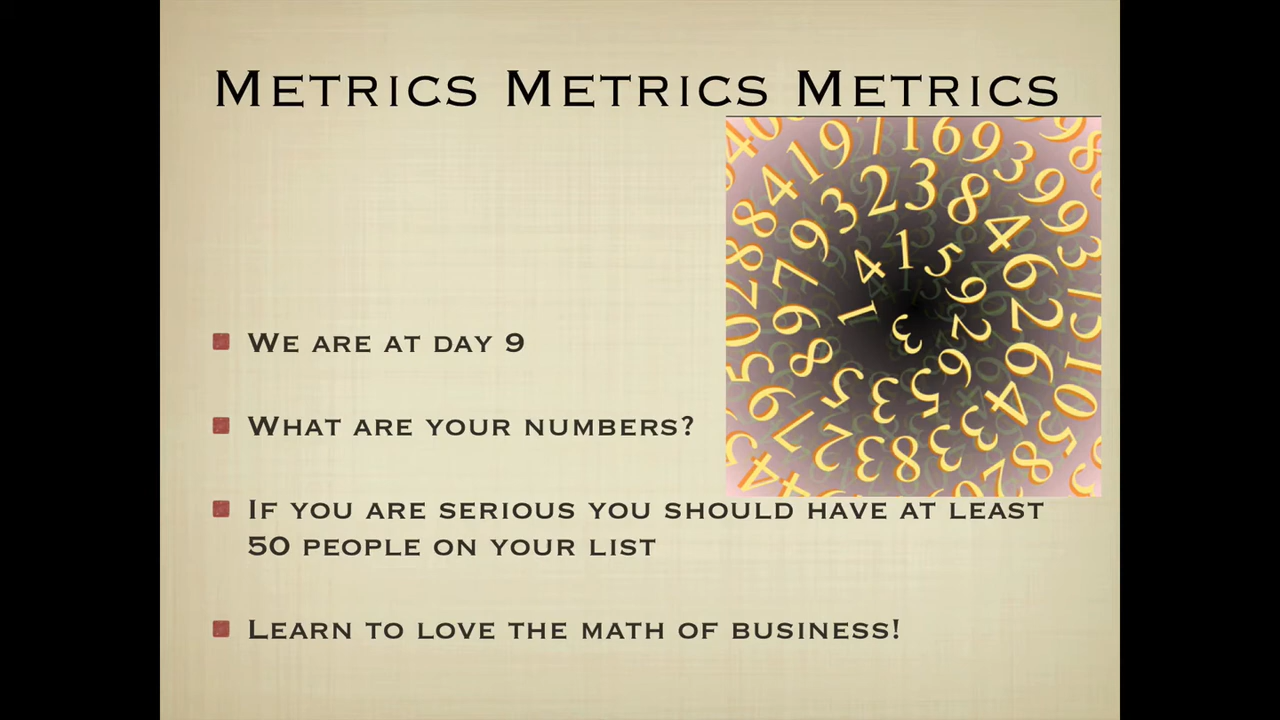 Metrics Metrics Metrics
We are at day 9
What are your numbers?
If you are serious you should have at least
50 people on your list
Learn to love the math of business!